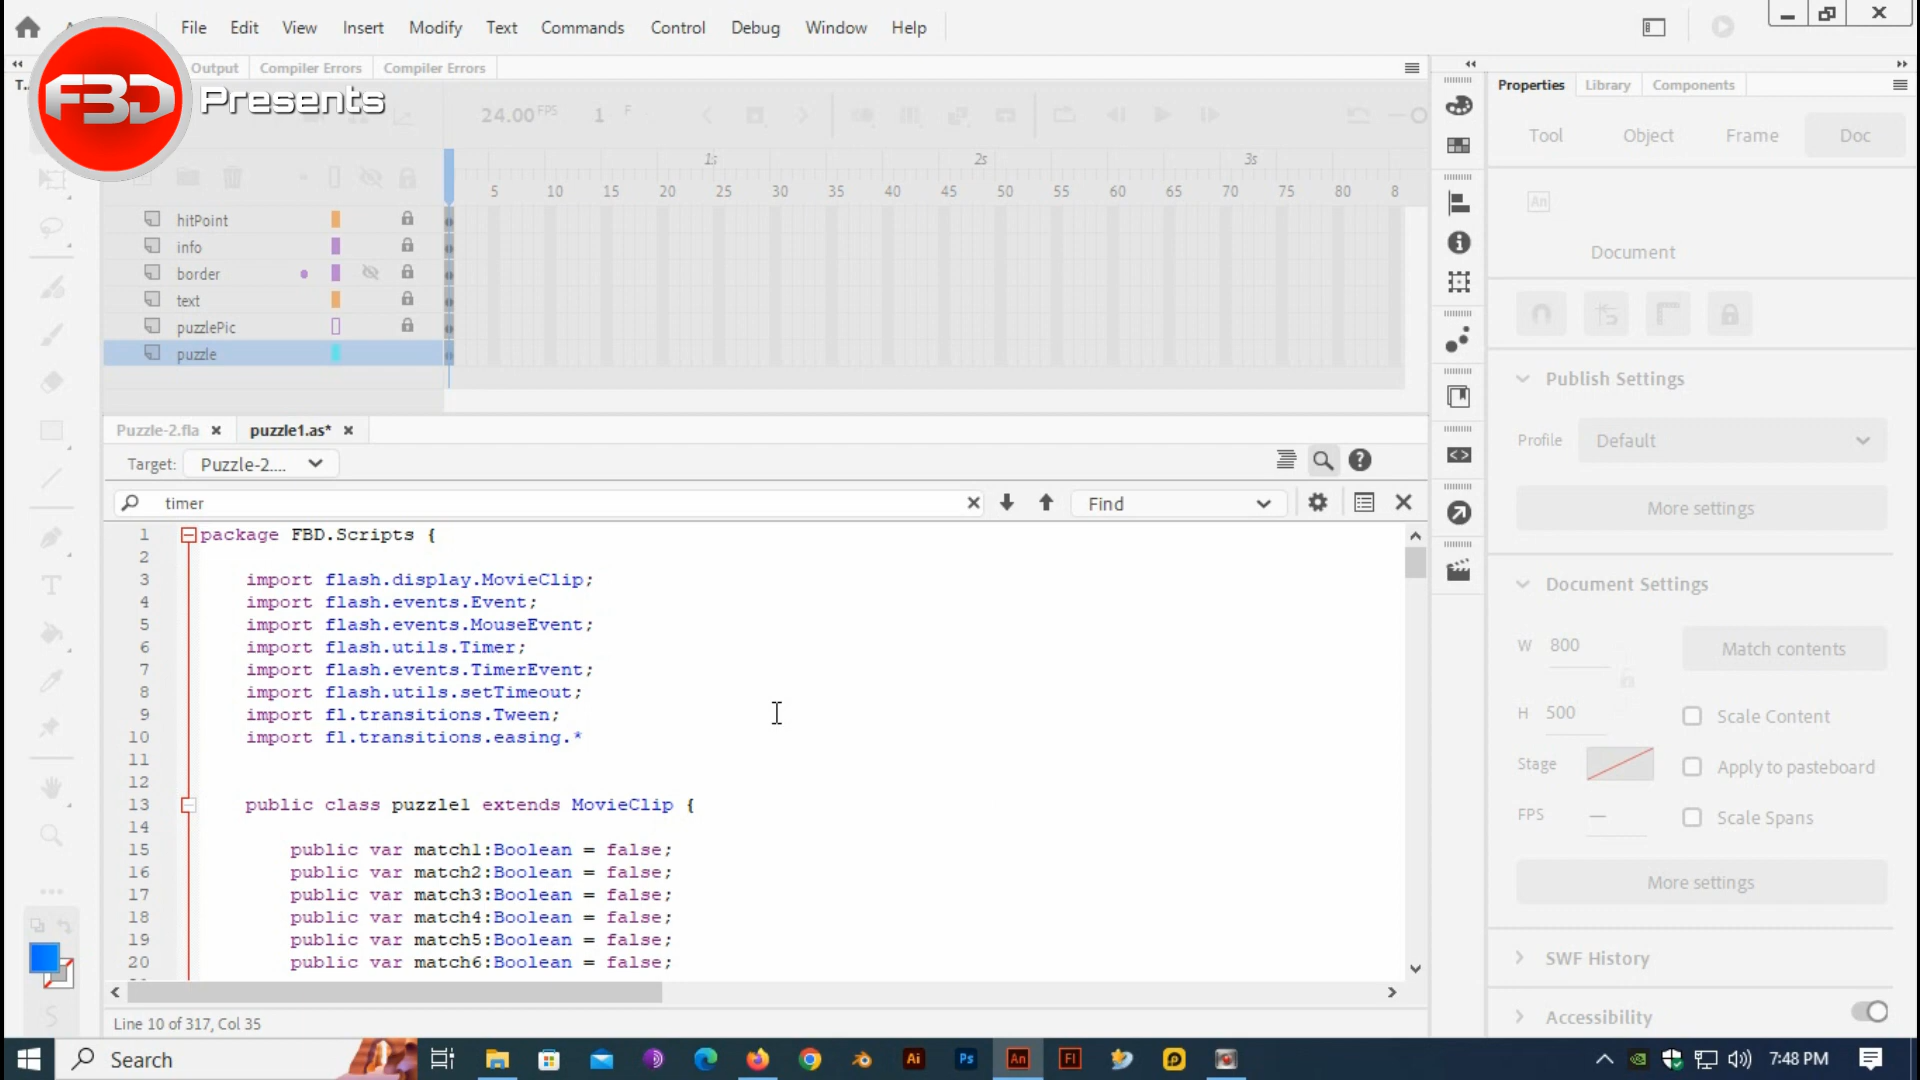 File Edit View Insert Modify Text Commands Control Debug Window Help
FBD Presents
Output Compiler Errors Compiler Errors
T...
24.00 FPS 1 F
1s 2s 3s
5 10 15 20 25 30 35 40 45 50 55 60 65 70 75 80 8
hitPoint
info
border
text
puzzlePic
puzzle
Puzzle-2.fla puzzle1.as*
Target: Puzzle-2....
timer Find
1 package FBD.Scripts {
2
3 import flash.display.MovieClip;
4 import flash.events.Event;
5 import flash.events.MouseEvent;
6 import flash.utils.Timer;
7 import flash.events.TimerEvent;
8 import flash.utils.setTimeout;
9 import fl.transitions.Tween;
10 import fl.transitions.easing.*
11
12
13 public class puzzle1 extends MovieClip {
14
15 public var match1:Boolean = false;
16 public var match2:Boolean = false;
17 public var match3:Boolean = false;
18 public var match4:Boolean = false;
19 public var match5:Boolean = false;
20 public var match6:Boolean = false;
Line 10 of 317, Col 35
Properties Library Components
Tool Object Frame Doc
An
Document
Publish Settings
Profile Default
More settings
Document Settings
W 800 Match contents
H 500 Scale Content
Stage Apply to pasteboard
FPS — Scale Spans
More settings
SWF History
Accessibility
Search Ai Ps An Fl 7:48 PM